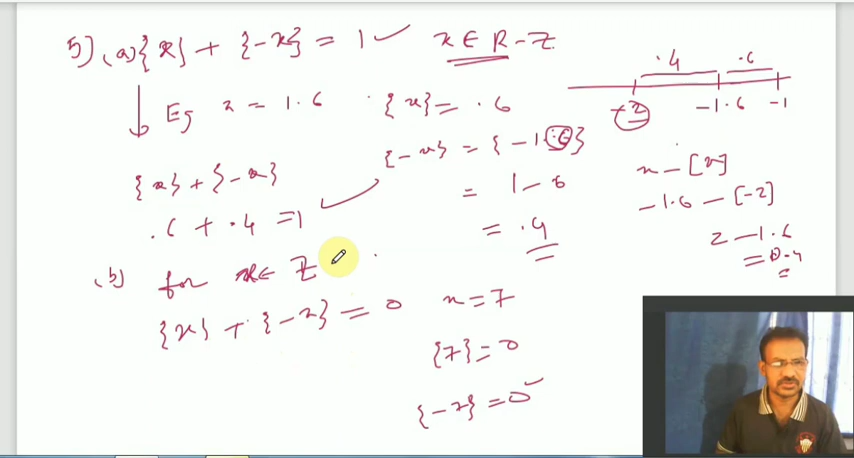 5) (a) {x} + {-x} = 1 ✓ x ∈ R - Z
Eg x = 1.6 {x} = .6
{-x} = {-1.6}
= 1 - 6
= .4
{x} + {-x}
.6 + .4 = 1
.4 .6
-2 -1.6 -1
x - [x]
-1.6 - [-2]
2 - 1.6
= 0.4
(b) for x ∈ Z
{x} + {-x} = 0 x = 7
{7} = 0
{-7} = 0